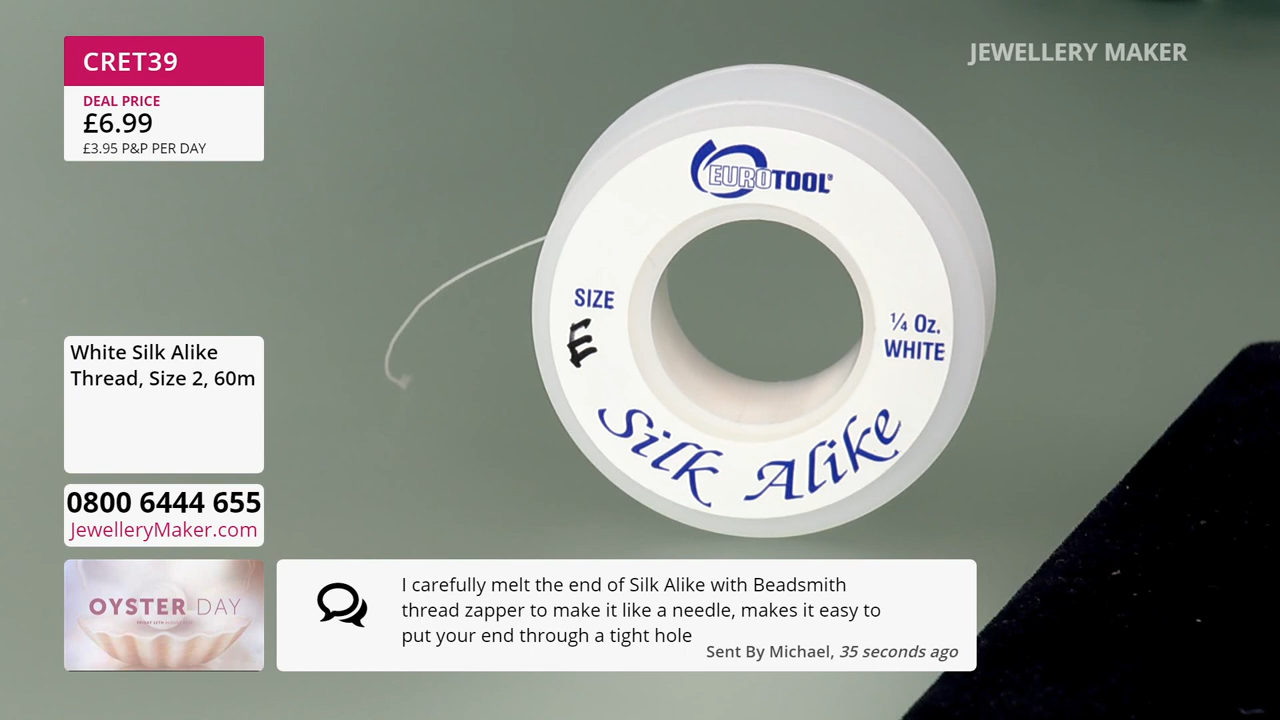 CRET39
DEAL PRICE
£6.99
£3.95 P&P PER DAY
JEWELLERY MAKER
EUROTOOL®
SIZE
E
¼ Oz.
WHITE
Silk Alike
White Silk Alike
Thread, Size 2, 60m
0800 6444 655
JewelleryMaker.com
OYSTER DAY
I carefully melt the end of Silk Alike with Beadsmith
thread zapper to make it like a needle, makes it easy to
put your end through a tight hole
Sent By Michael, 35 seconds ago